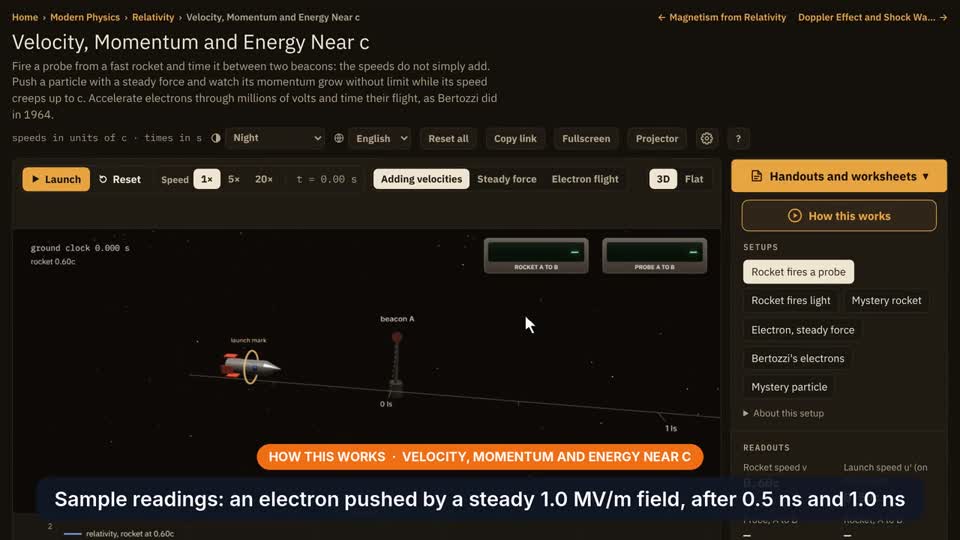 Home › Modern Physics › Relativity › Velocity, Momentum and Energy Near c
← Magnetism from Relativity Doppler Effect and Shock Wa... →
Velocity, Momentum and Energy Near c
Fire a probe from a fast rocket and time it between two beacons: the speeds do not simply add.
Push a particle with a steady force and watch its momentum grow without limit while its speed
creeps up to c. Accelerate electrons through millions of volts and time their flight, as Bertozzi did
in 1964.
speeds in units of c · times in s Night English Reset all Copy link Fullscreen Projector ?
Launch Reset Speed 1× 5× 20× t = 0.00 s Adding velocities Steady force Electron flight 3D Flat
Handouts and worksheets ▾
How this works
SETUPS
Rocket fires a probe
Rocket fires light Mystery rocket
Electron, steady force
Bertozzi's electrons
Mystery particle
▶ About this setup
READOUTS
Rocket speed v Launch speed u' (on
ground clock 0.000 s
rocket 0.60c
ROCKET A TO B PROBE A TO B
beacon A
launch mark
0 ls
1 ls
HOW THIS WORKS · VELOCITY, MOMENTUM AND ENERGY NEAR C
Sample readings: an electron pushed by a steady 1.0 MV/m field, after 0.5 ns and 1.0 ns
2
relativity, rocket at 0.60c